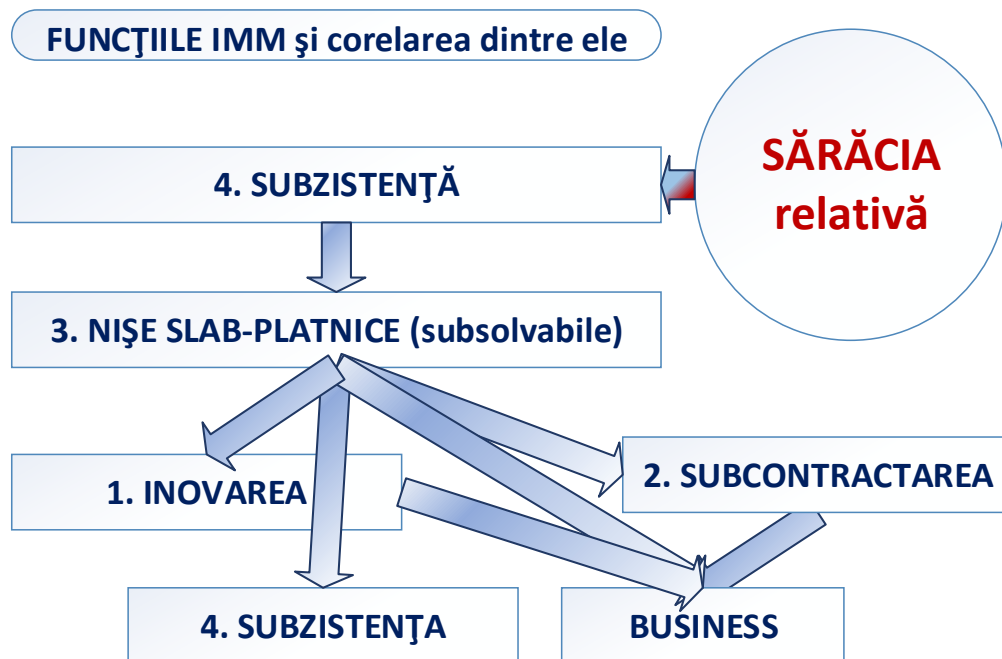 FUNCŢIILE IMM şi corelarea dintre ele
SĂRĂCIA
relativă
4. SUBZISTENŢĂ
3. NIŞE SLAB-PLATNICE (subsolvabile)
2. SUBCONTRACTAREA
1. INOVAREA
4. SUBZISTENŢA
BUSINESS